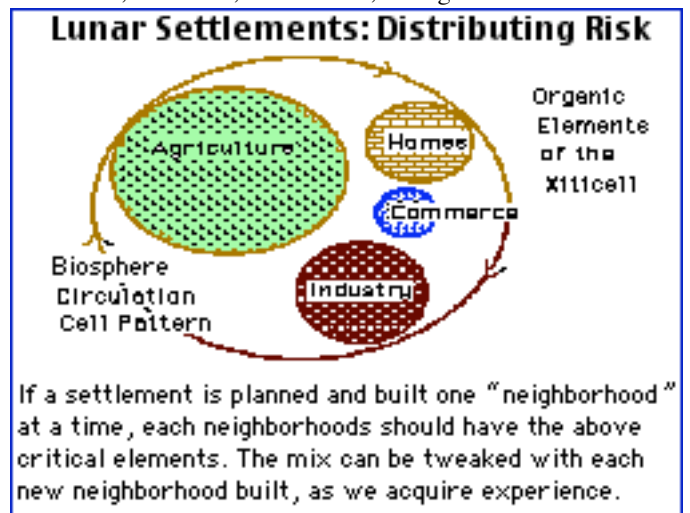 Lunar Settlements: Distributing Risk
Agriculture
Homes
Commerce
Industry
Organic
Elements
of the
Xiticell
Biosphere
Circulation
Cell Pattern
If a settlement is planned and built one “neighborhood”
at a time, each neighborhoods should have the above
critical elements. The mix can be tweaked with each
new neighborhood built, as we acquire experience.